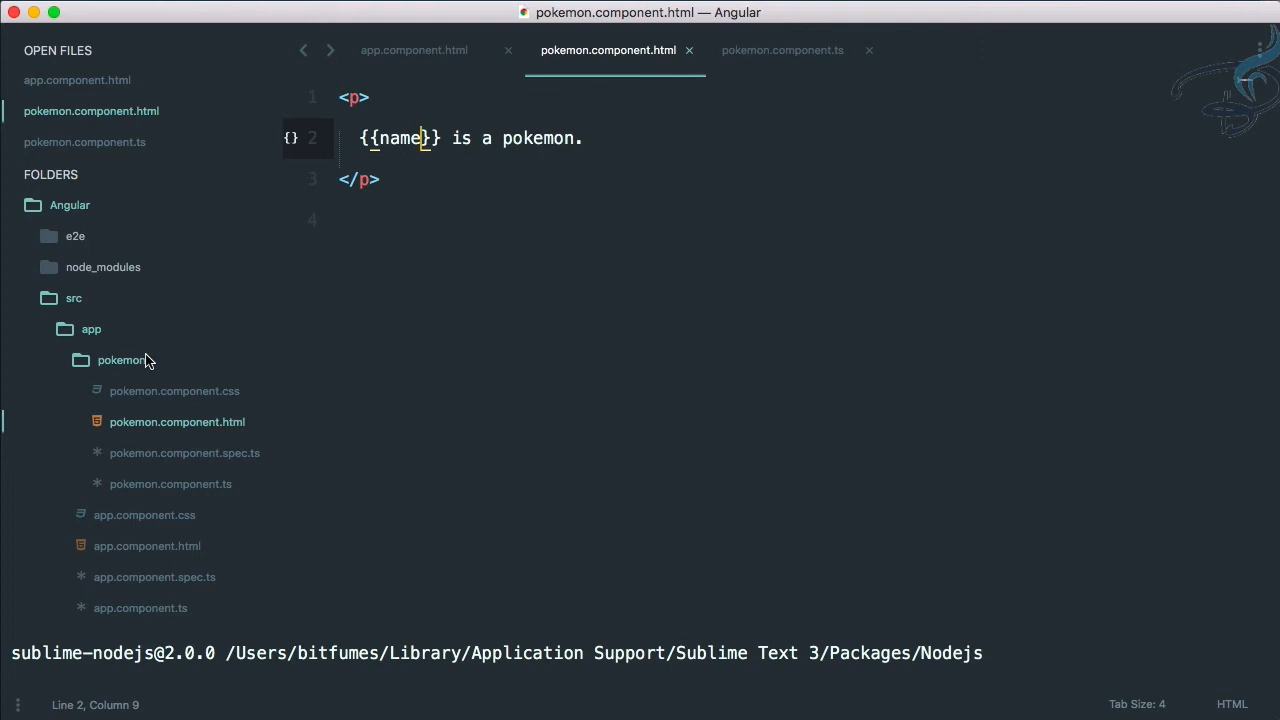 pokemon.component.html — Angular
OPEN FILES
app.component.html
pokemon.component.html
pokemon.component.ts
FOLDERS
Angular
e2e
node_modules
src
app
pokemon
pokemon.component.css
pokemon.component.html
pokemon.component.spec.ts
pokemon.component.ts
app.component.css
app.component.html
app.component.spec.ts
app.component.ts
app.component.html × pokemon.component.html × pokemon.component.ts ×
1 <p>
{} 2 {{name}} is a pokemon.
3 </p>
4
sublime-nodejs@2.0.0 /Users/bitfumes/Library/Application Support/Sublime Text 3/Packages/Nodejs
Line 2, Column 9
Tab Size: 4
HTML